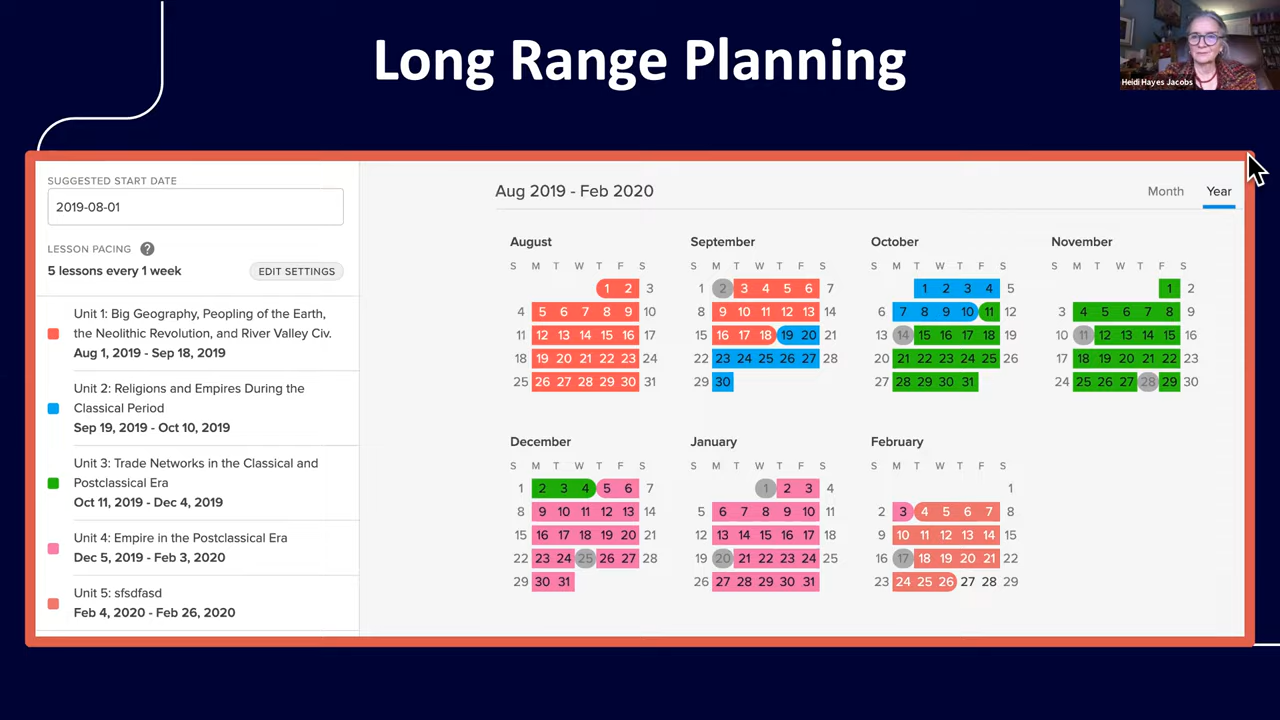 Long Range Planning
Heidi Hayes Jacobs
SUGGESTED START DATE
2019-08-01
LESSON PACING ?
5 lessons every 1 week
EDIT SETTINGS
Unit 1: Big Geography, Peopling of the Earth,
the Neolithic Revolution, and River Valley Civ.
Aug 1, 2019 - Sep 18, 2019
Unit 2: Religions and Empires During the
Classical Period
Sep 19, 2019 - Oct 10, 2019
Unit 3: Trade Networks in the Classical and
Postclassical Era
Oct 11, 2019 - Dec 4, 2019
Unit 4: Empire in the Postclassical Era
Dec 5, 2019 - Feb 3, 2020
Unit 5: sfsdfasd
Feb 4, 2020 - Feb 26, 2020
Aug 2019 - Feb 2020
Month Year
August
S M T W T F S
1 2 3
4 5 6 7 8 9 10
11 12 13 14 15 16 17
18 19 20 21 22 23 24
25 26 27 28 29 30 31
September
S M T W T F S
1 2 3 4 5 6 7
8 9 10 11 12 13 14
15 16 17 18 19 20 21
22 23 24 25 26 27 28
29 30
October
S M T W T F S
1 2 3 4 5
6 7 8 9 10 11 12
13 14 15 16 17 18 19
20 21 22 23 24 25 26
27 28 29 30 31
November
S M T W T F S
1 2
3 4 5 6 7 8 9
10 11 12 13 14 15 16
17 18 19 20 21 22 23
24 25 26 27 28 29 30
December
S M T W T F S
1 2 3 4 5 6 7
8 9 10 11 12 13 14
15 16 17 18 19 20 21
22 23 24 25 26 27 28
29 30 31
January
S M T W T F S
1 2 3 4
5 6 7 8 9 10 11
12 13 14 15 16 17 18
19 20 21 22 23 24 25
26 27 28 29 30 31
February
S M T W T F S
1
2 3 4 5 6 7 8
9 10 11 12 13 14 15
16 17 18 19 20 21 22
23 24 25 26 27 28 29